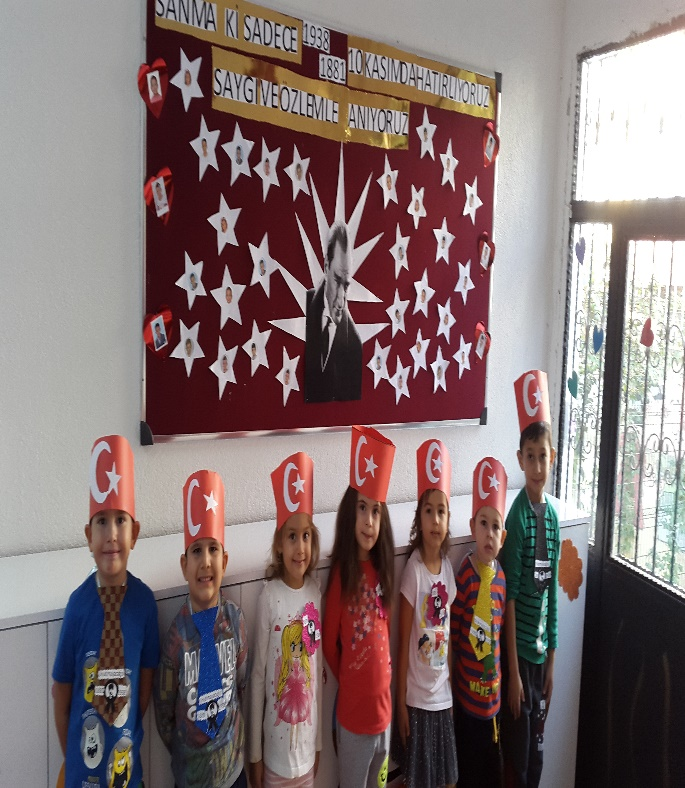 SANMA Kİ SADECE
1938
1881
10 KASIMDA HATIRLIYORUZ
SAYGI VE ÖZLEMLE ANIYORUZ